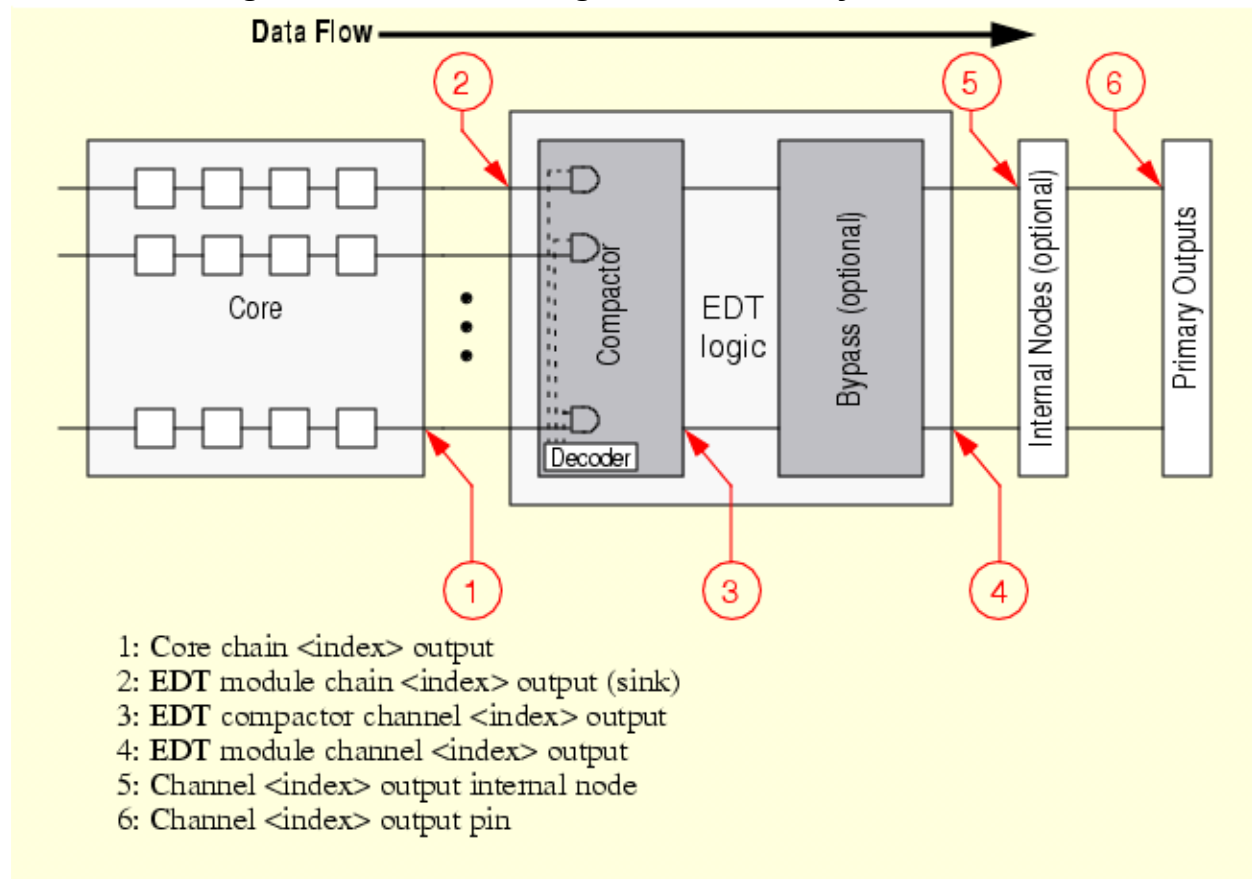 Data Flow
2
5
6
Core
Compactor
EDT
logic
Bypass (optional)
Internal Nodes (optional)
Primary Outputs
Decoder
1
3
4
1: Core chain <index> output
2: EDT module chain <index> output (sink)
3: EDT compactor channel <index> output
4: EDT module channel <index> output
5: Channel <index> output internal node
6: Channel <index> output pin